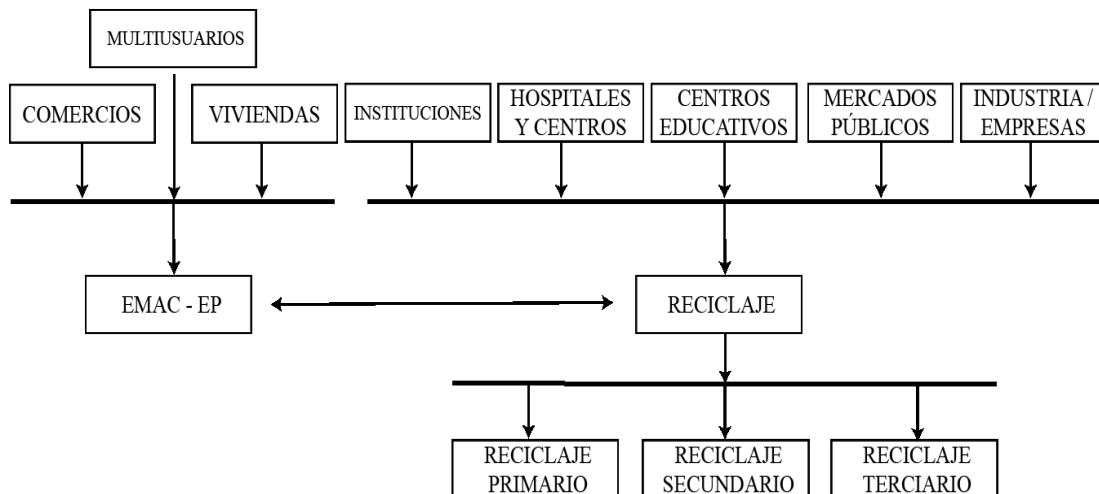 MULTIUSUARIOS
COMERCIOS
VIVIENDAS
INSTITUCIONES
HOSPITALES
Y CENTROS
CENTROS
EDUCATIVOS
MERCADOS
PÚBLICOS
INDUSTRIA /
EMPRESAS
EMAC - EP
RECICLAJE
RECICLAJE
PRIMARIO
RECICLAJE
SECUNDARIO
RECICLAJE
TERCIARIO